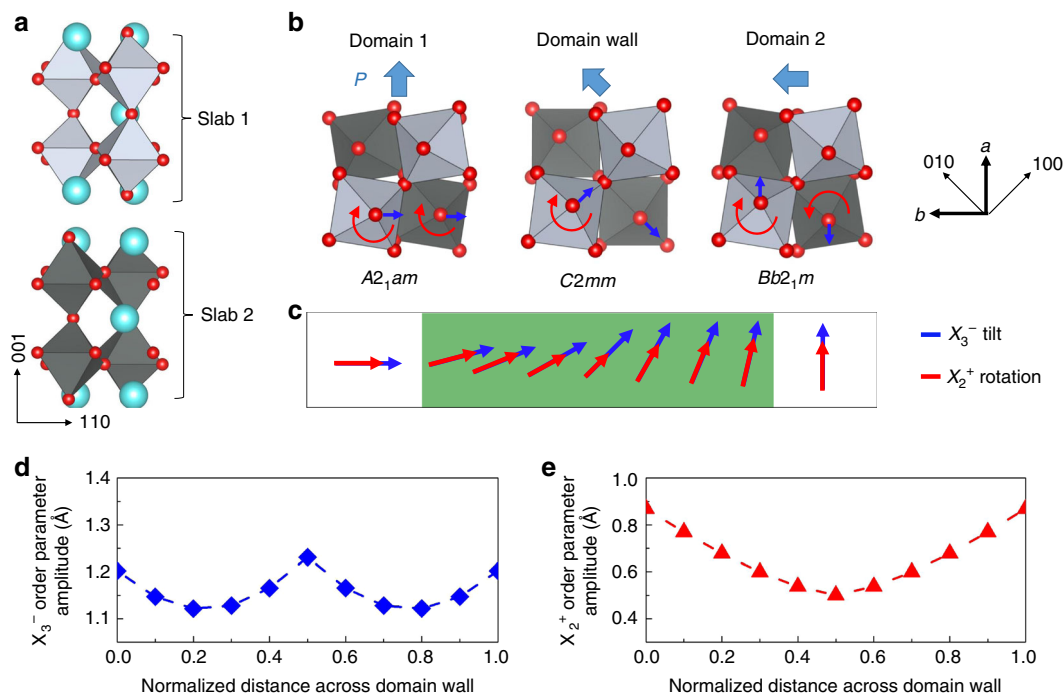 a
Slab 1
Slab 2
001
110
b
Domain 1
Domain wall
Domain 2
P
A2₁am
C2mm
Bb2₁m
010
a
100
b
c
X₃⁻ tilt
X₂⁺ rotation
d
X₃⁻ order parameter
amplitude (Å)
1.4
1.3
1.2
1.1
0.0 0.2 0.4 0.6 0.8 1.0
Normalized distance across domain wall
e
X₂⁺ order parameter
amplitude (Å)
1.0
0.8
0.6
0.4
0.0 0.2 0.4 0.6 0.8 1.0
Normalized distance across domain wall